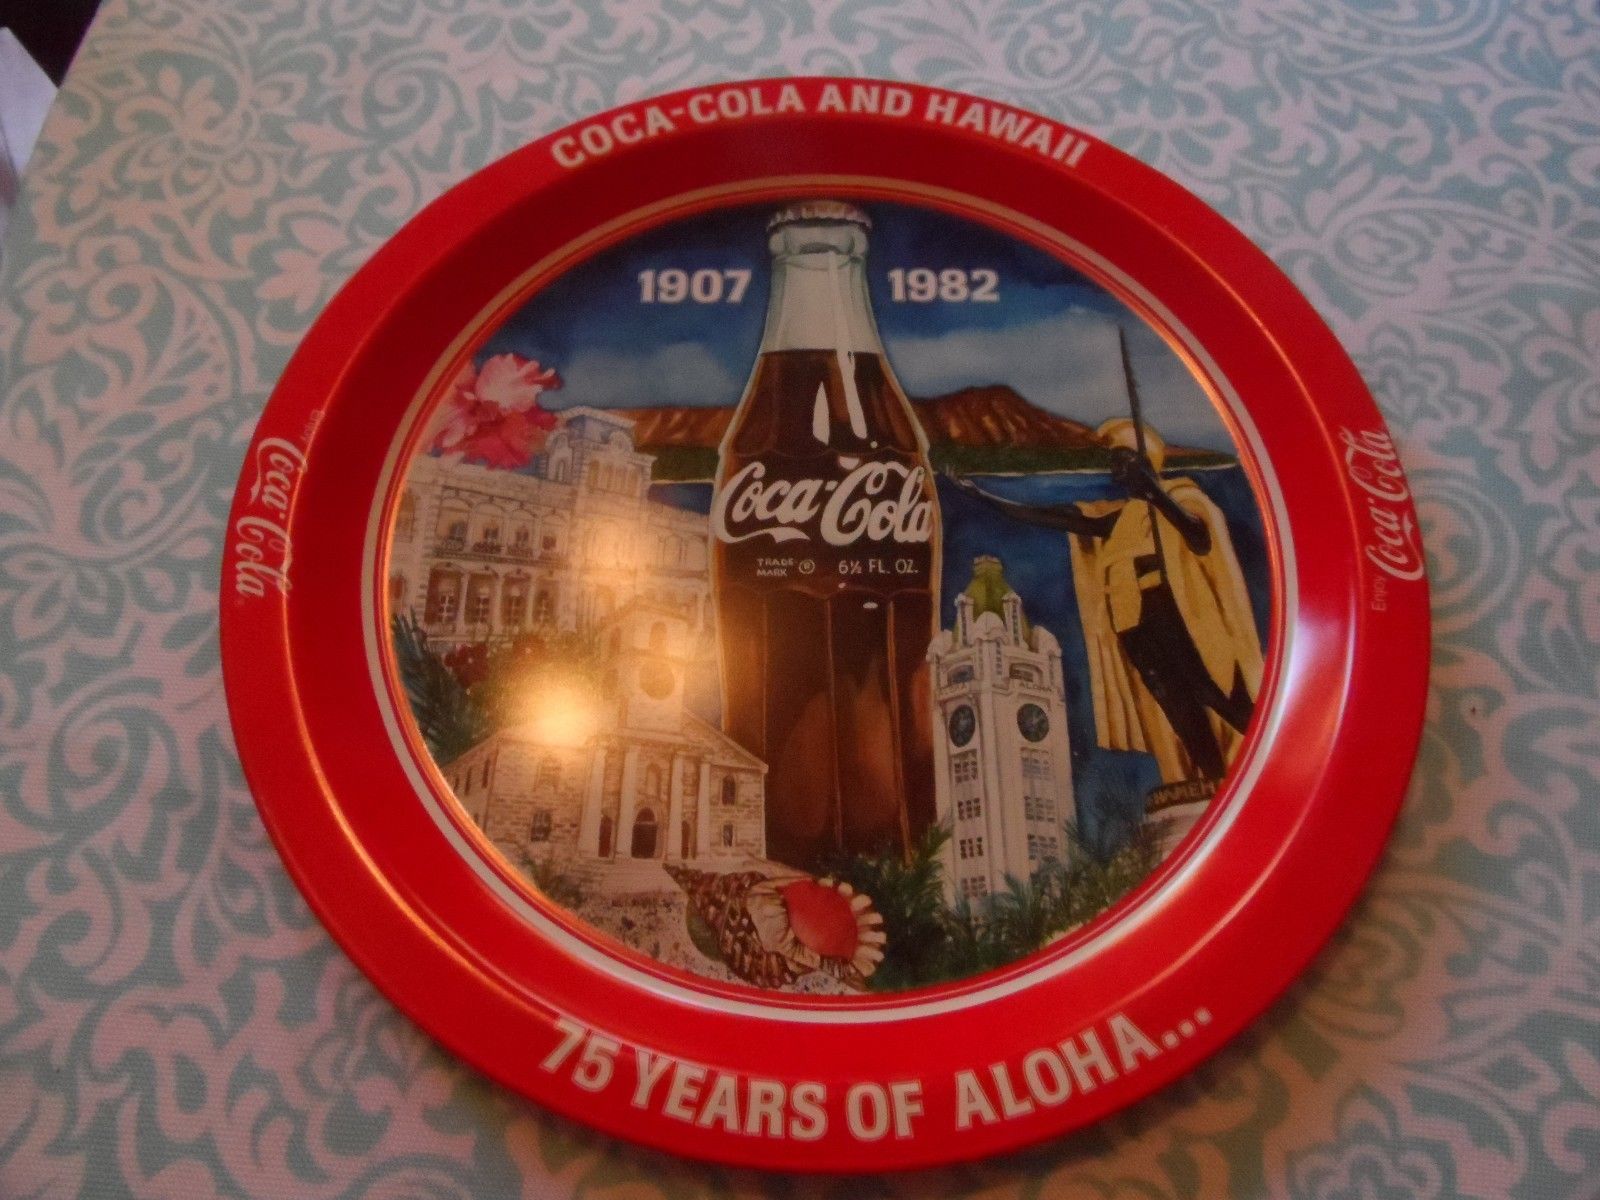 COCA-COLA AND HAWAII
1907 1982
Enjoy
Coca-Cola
Coca-Cola
TRADE MARK ® 6½ FL. OZ.
ALOHA
Enjoy
Coca-Cola
75 YEARS OF ALOHA...